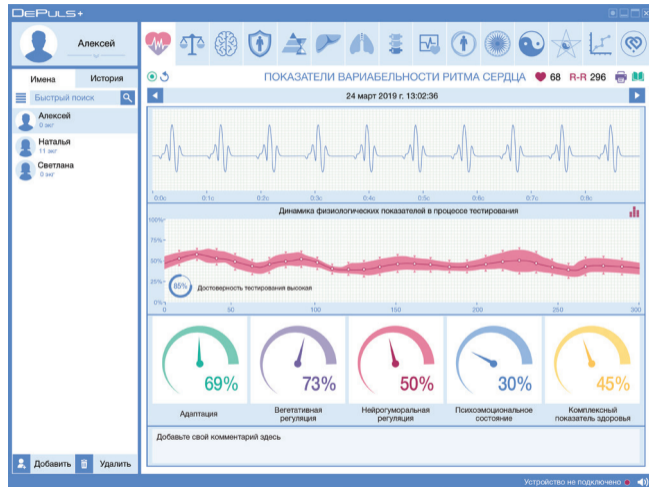 DePuls+
Алексей
Имена История
Быстрый поиск
Алексей
0 экг
Наталья
11 экг
Светлана
0 экг
Добавить Удалить
ПОКАЗАТЕЛИ ВАРИАБЕЛЬНОСТИ РИТМА СЕРДЦА 68 R-R 296
24 март 2019 г. 13:02:36
0:0с 0:1с 0:2с 0:3с 0:4с 0:5с 0:6с 0:7с 0:8с
Динамика физиологических показателей в процессе тестирования
100%
75%
50%
25%
0%
85% Достоверность тестирования высокая
0 50 100 150 200 250 300
69% 73% 50% 30% 45%
Адаптация
Вегетативная
регуляция
Нейрогуморальная
регуляция
Психоэмоциональное
состояние
Комплексный
показатель здоровья
Добавьте свой комментарий здесь
Устройство не подключено